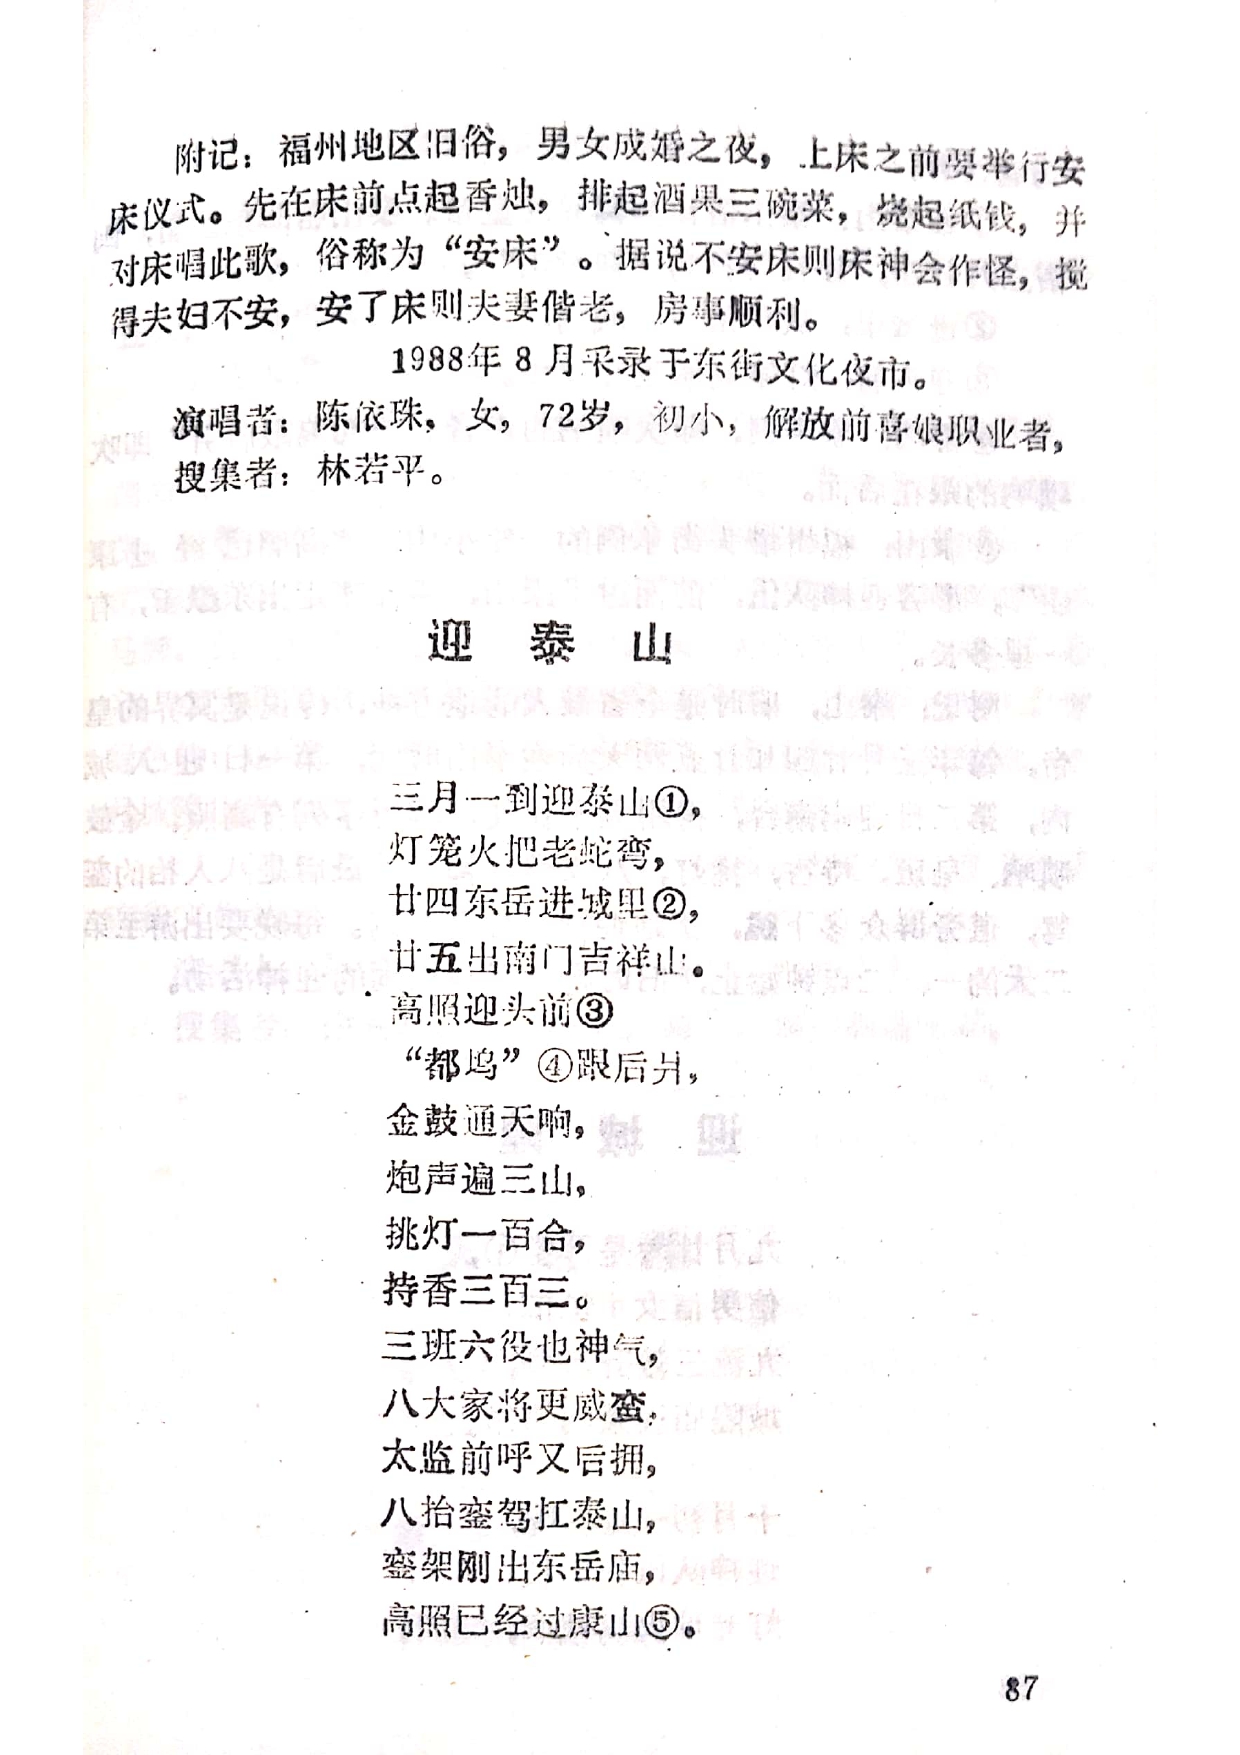 附记：福州地区旧俗，男女成婚之夜，上床之前要举行安
床仪式。先在床前点起香烛，排起酒果三碗菜，烧起纸钱，并
对床唱此歌，俗称为“安床”。据说不安床则床神会作怪，搅
得夫妇不安，安了床则夫妻偕老，房事顺利。
1988年8月采录于东街文化夜市。
演唱者：陈依珠，女，72岁，初小，解放前喜娘职业者，
搜集者：林若平。
迎泰山
三月一到迎泰山①，
灯笼火把老蛇弯，
廿四东岳进城里②，
廿五出南门吉祥山。
高照迎头前③
“都坞”④跟后爿，
金鼓通天响，
炮声遍三山，
挑灯一百合，
持香三百三。
三班六役也神气，
八大家将更威蛮，
太监前呼又后拥，
八抬銮驾扛泰山，
銮架刚出东岳庙，
高照已经过康山⑤。
87